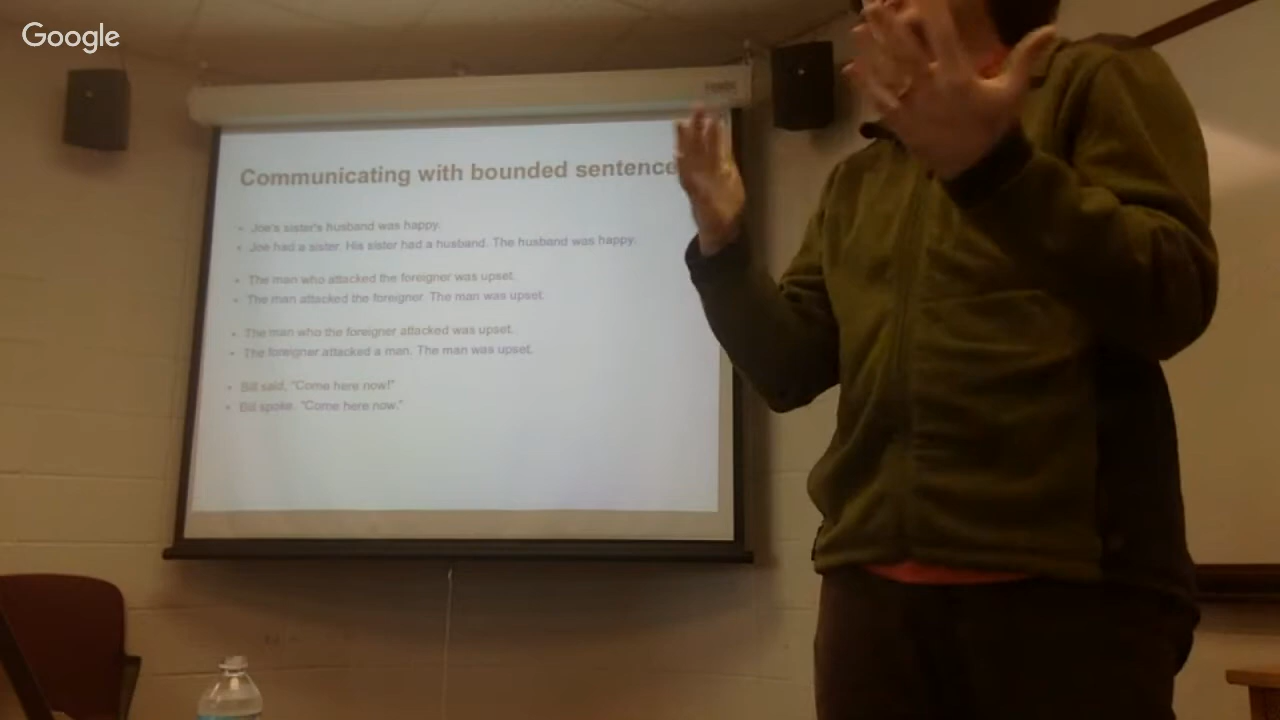 Google
Communicating with bounded sentence
• Joe's sister's husband was happy.
• Joe had a sister. His sister had a husband. The husband was happy.
• The man who attacked the foreigner was upset.
• The man attacked the foreigner. The man was upset.
• The man who the foreigner attacked was upset.
• The foreigner attacked a man. The man was upset.
• Bill said, "Come here now!"
• Bill spoke. "Come here now."